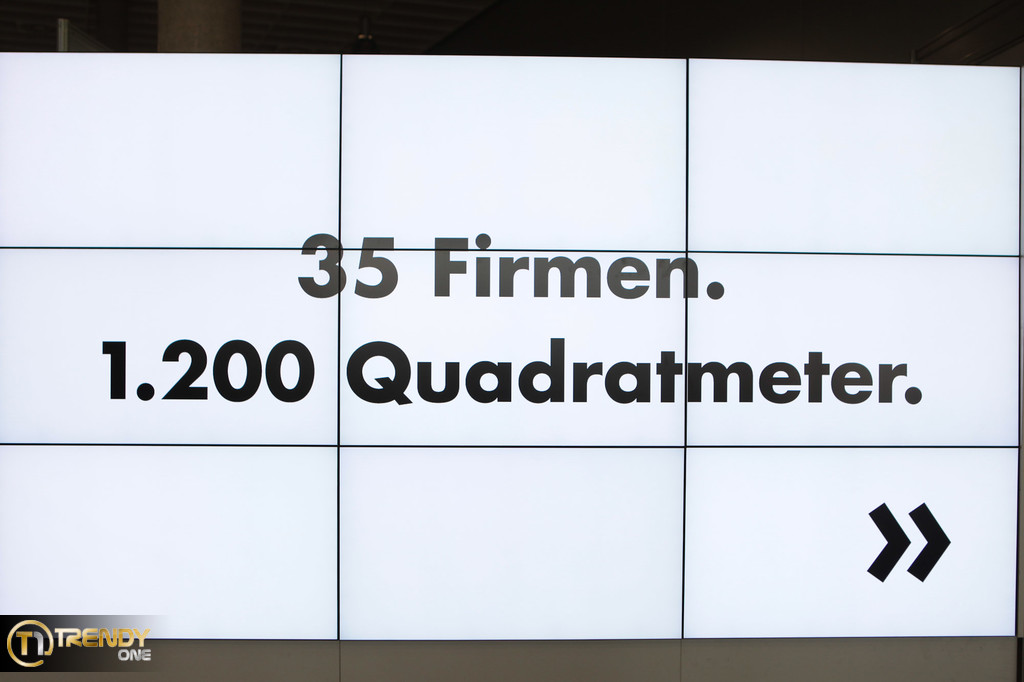 35 Firmen.
1.200 Quadratmeter.
TRENDY
ONE